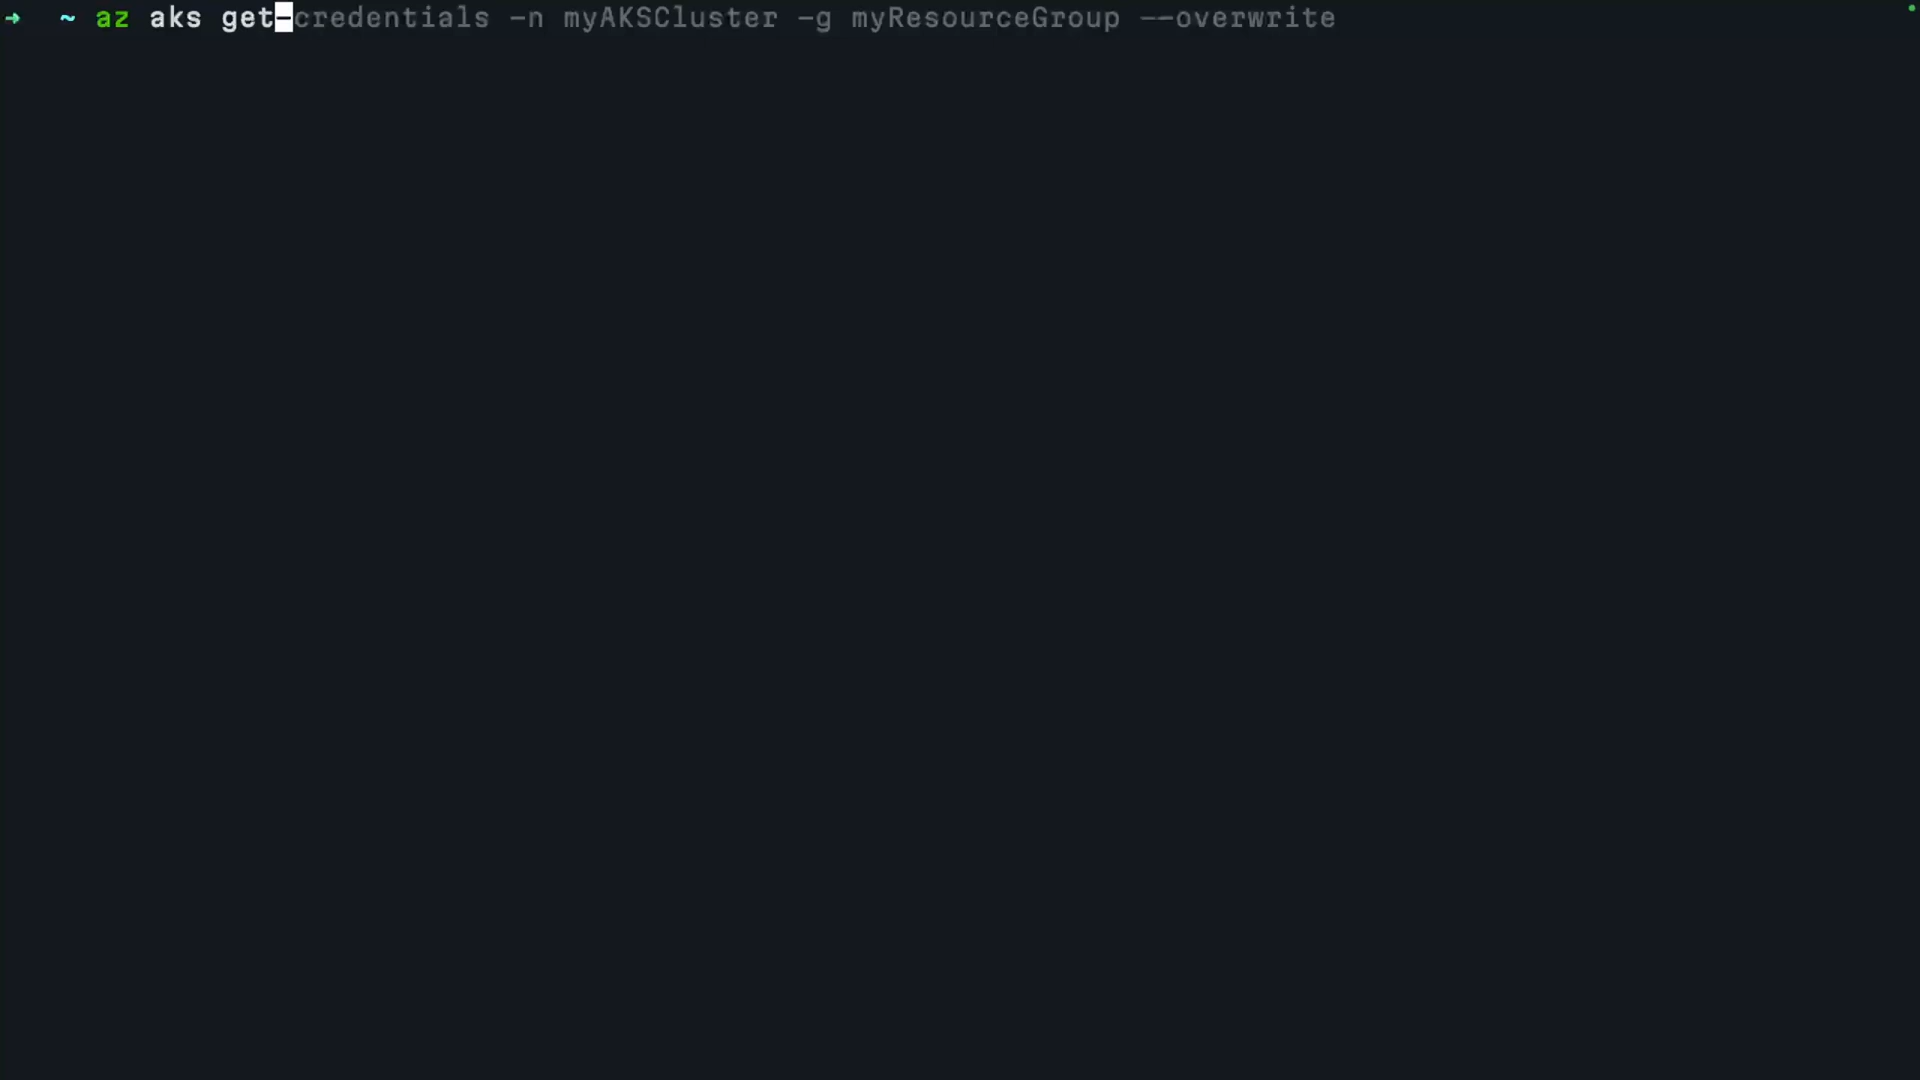 ➜ ~ az aks get-credentials -n myAKSCluster -g myResourceGroup --overwrite